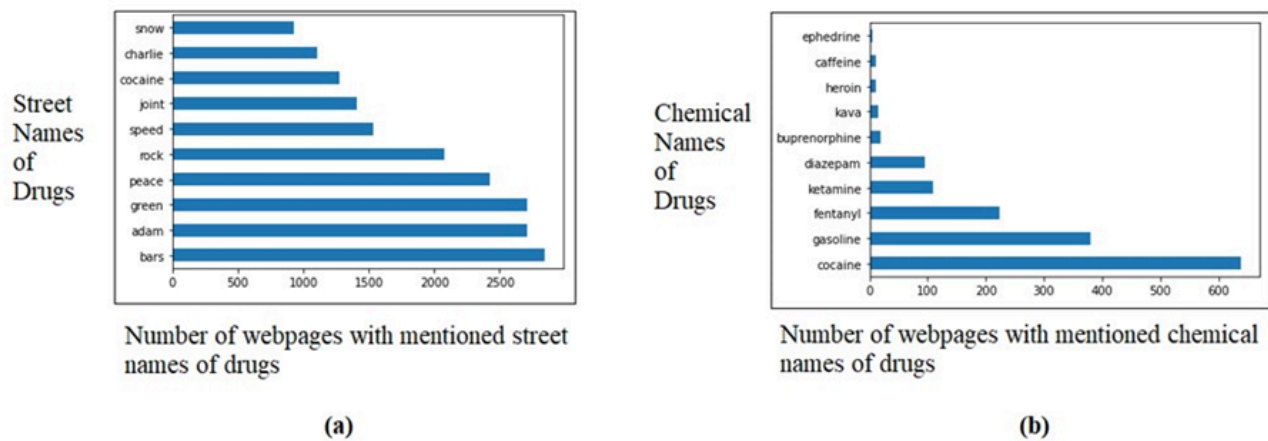 Street
Names
of
Drugs
snow
charlie
cocaine
joint
speed
rock
peace
green
adam
bars
0 500 1000 1500 2000 2500
Number of webpages with mentioned street
names of drugs
(a)
Chemical
Names
of
Drugs
ephedrine
caffeine
heroin
kava
buprenorphine
diazepam
ketamine
fentanyl
gasoline
cocaine
0 100 200 300 400 500 600
Number of webpages with mentioned chemical
names of drugs
(b)